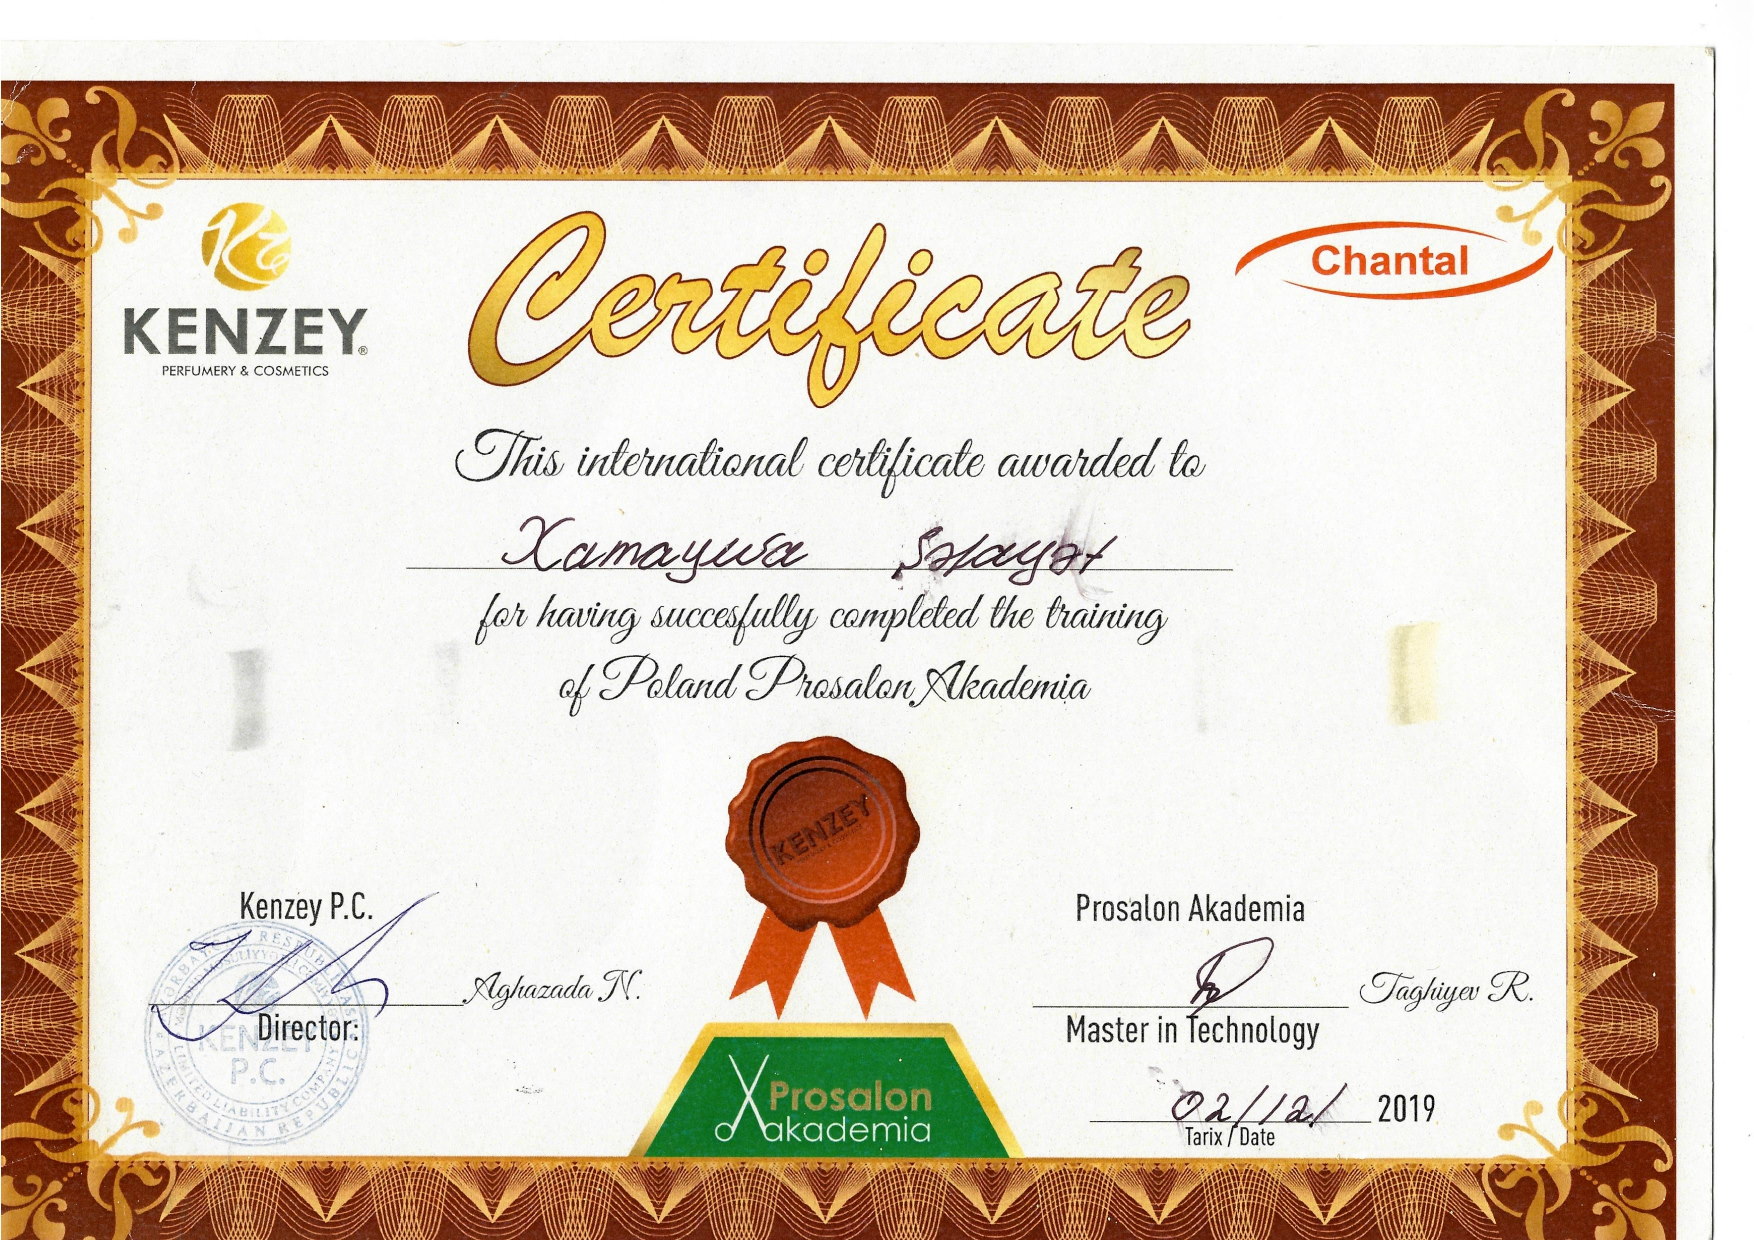 KENZEY®
PERFUMERY & COSMETICS
Certificate
Chantal
This international certificate awarded to
for having succesfully completed the training
of Poland Prosalon Akademia
KENZEY
Kenzey P.C.
Aghazada N.
Director:
KENZEY
P.C.
LIMITED LIABILITY COMPANY
AZERBAIJAN REPUBLIC
Prosalon Akademia
Taghiyev R.
Master in Technology
02/12/ 2019
Tarix / Date
Prosalon
akademia